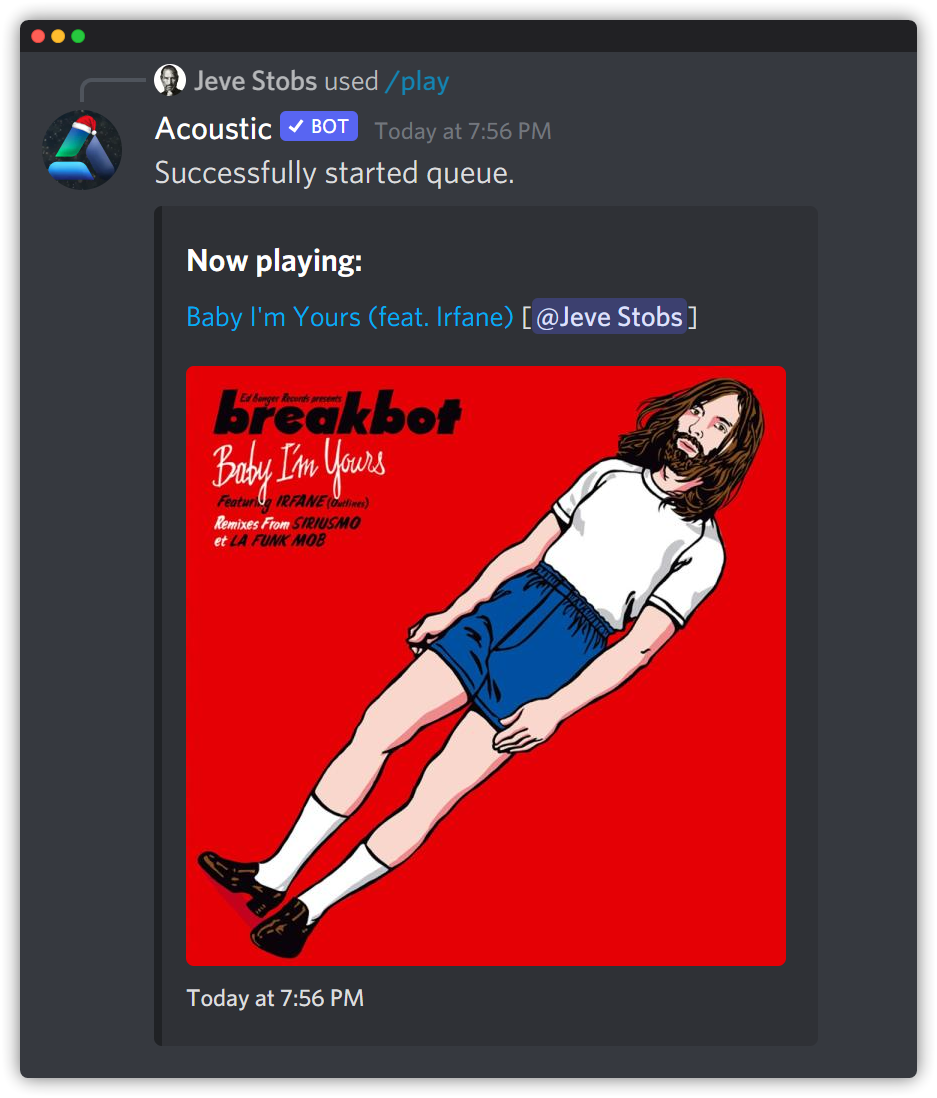 Jeve Stobs used /play
Acoustic ✓ BOT Today at 7:56 PM
Successfully started queue.
Now playing:
Baby I'm Yours (feat. Irfane) [@Jeve Stobs]
Ed Banger Records presents
breakbot
Baby I'm Yours
Featuring IRFANE (Outlines)
Remixes From SIRIUSMO
et LA FUNK MOB
Today at 7:56 PM